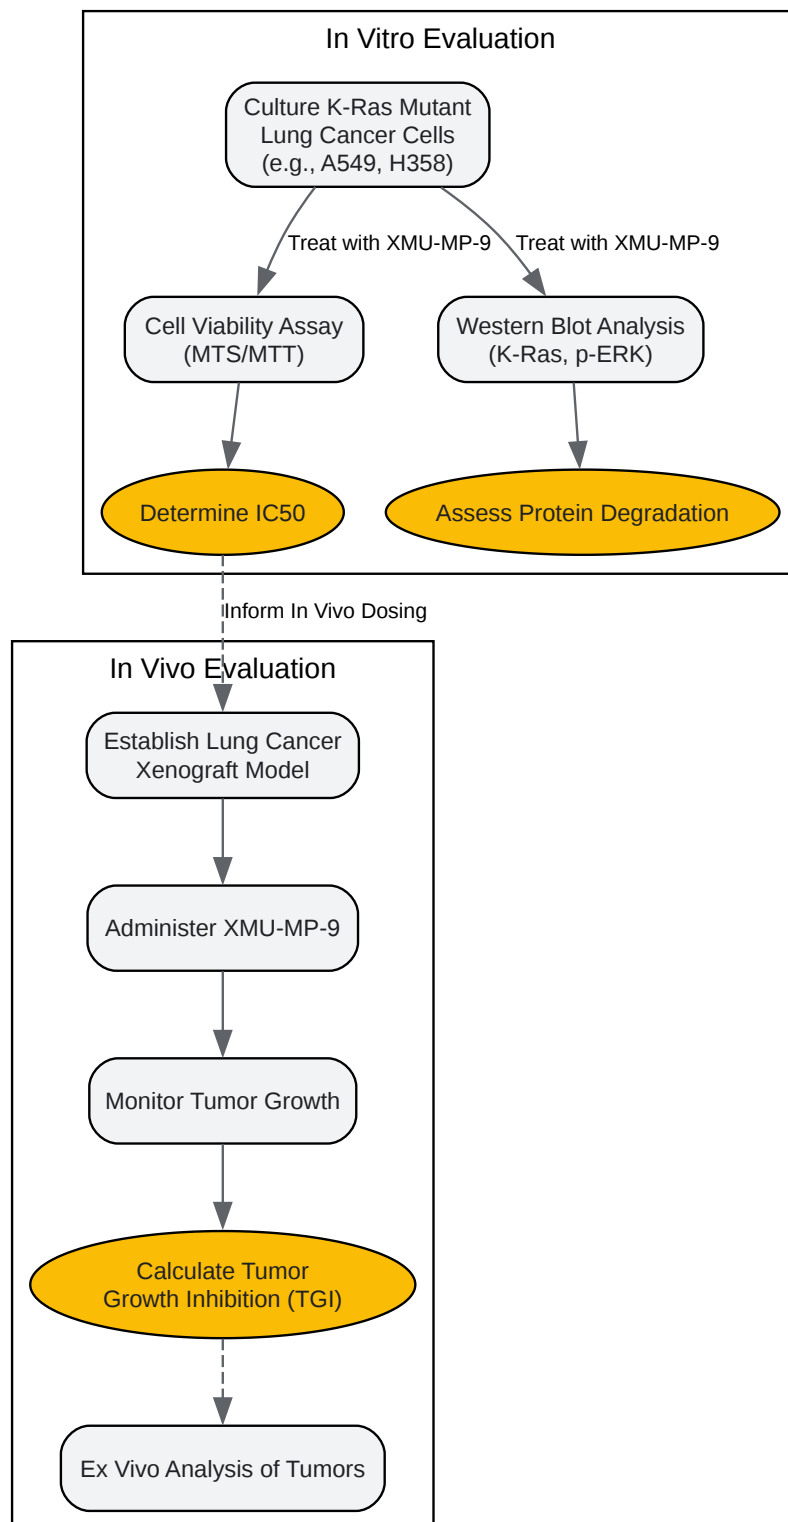 In Vitro Evaluation
Culture K-Ras Mutant
Lung Cancer Cells
(e.g., A549, H358)
Treat with XMU-MP-9
Treat with XMU-MP-9
Cell Viability Assay
(MTS/MTT)
Western Blot Analysis
(K-Ras, p-ERK)
Determine IC50
Assess Protein Degradation
Inform In Vivo Dosing
In Vivo Evaluation
Establish Lung Cancer
Xenograft Model
Administer XMU-MP-9
Monitor Tumor Growth
Calculate Tumor
Growth Inhibition (TGI)
Ex Vivo Analysis of Tumors